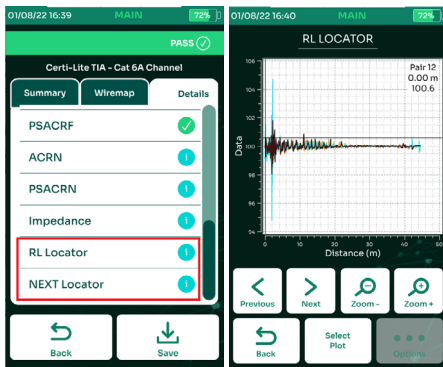 01/08/22 16:39 MAIN 72%
PASS
Certi-Lite TIA - Cat 6A Channel
Summary Wiremap Details
PSACRF
ACRN i
PSACRN i
Impedance i
RL Locator i
NEXT Locator i
Back Save
01/08/22 16:40 MAIN 72%
RL LOCATOR
Pair 12
0.00 m
100.6
106
104
102
100
98
96
94
Data
0 10 20 30 40 50
Distance (m)
Previous Next Zoom - Zoom +
Back Select Plot Options